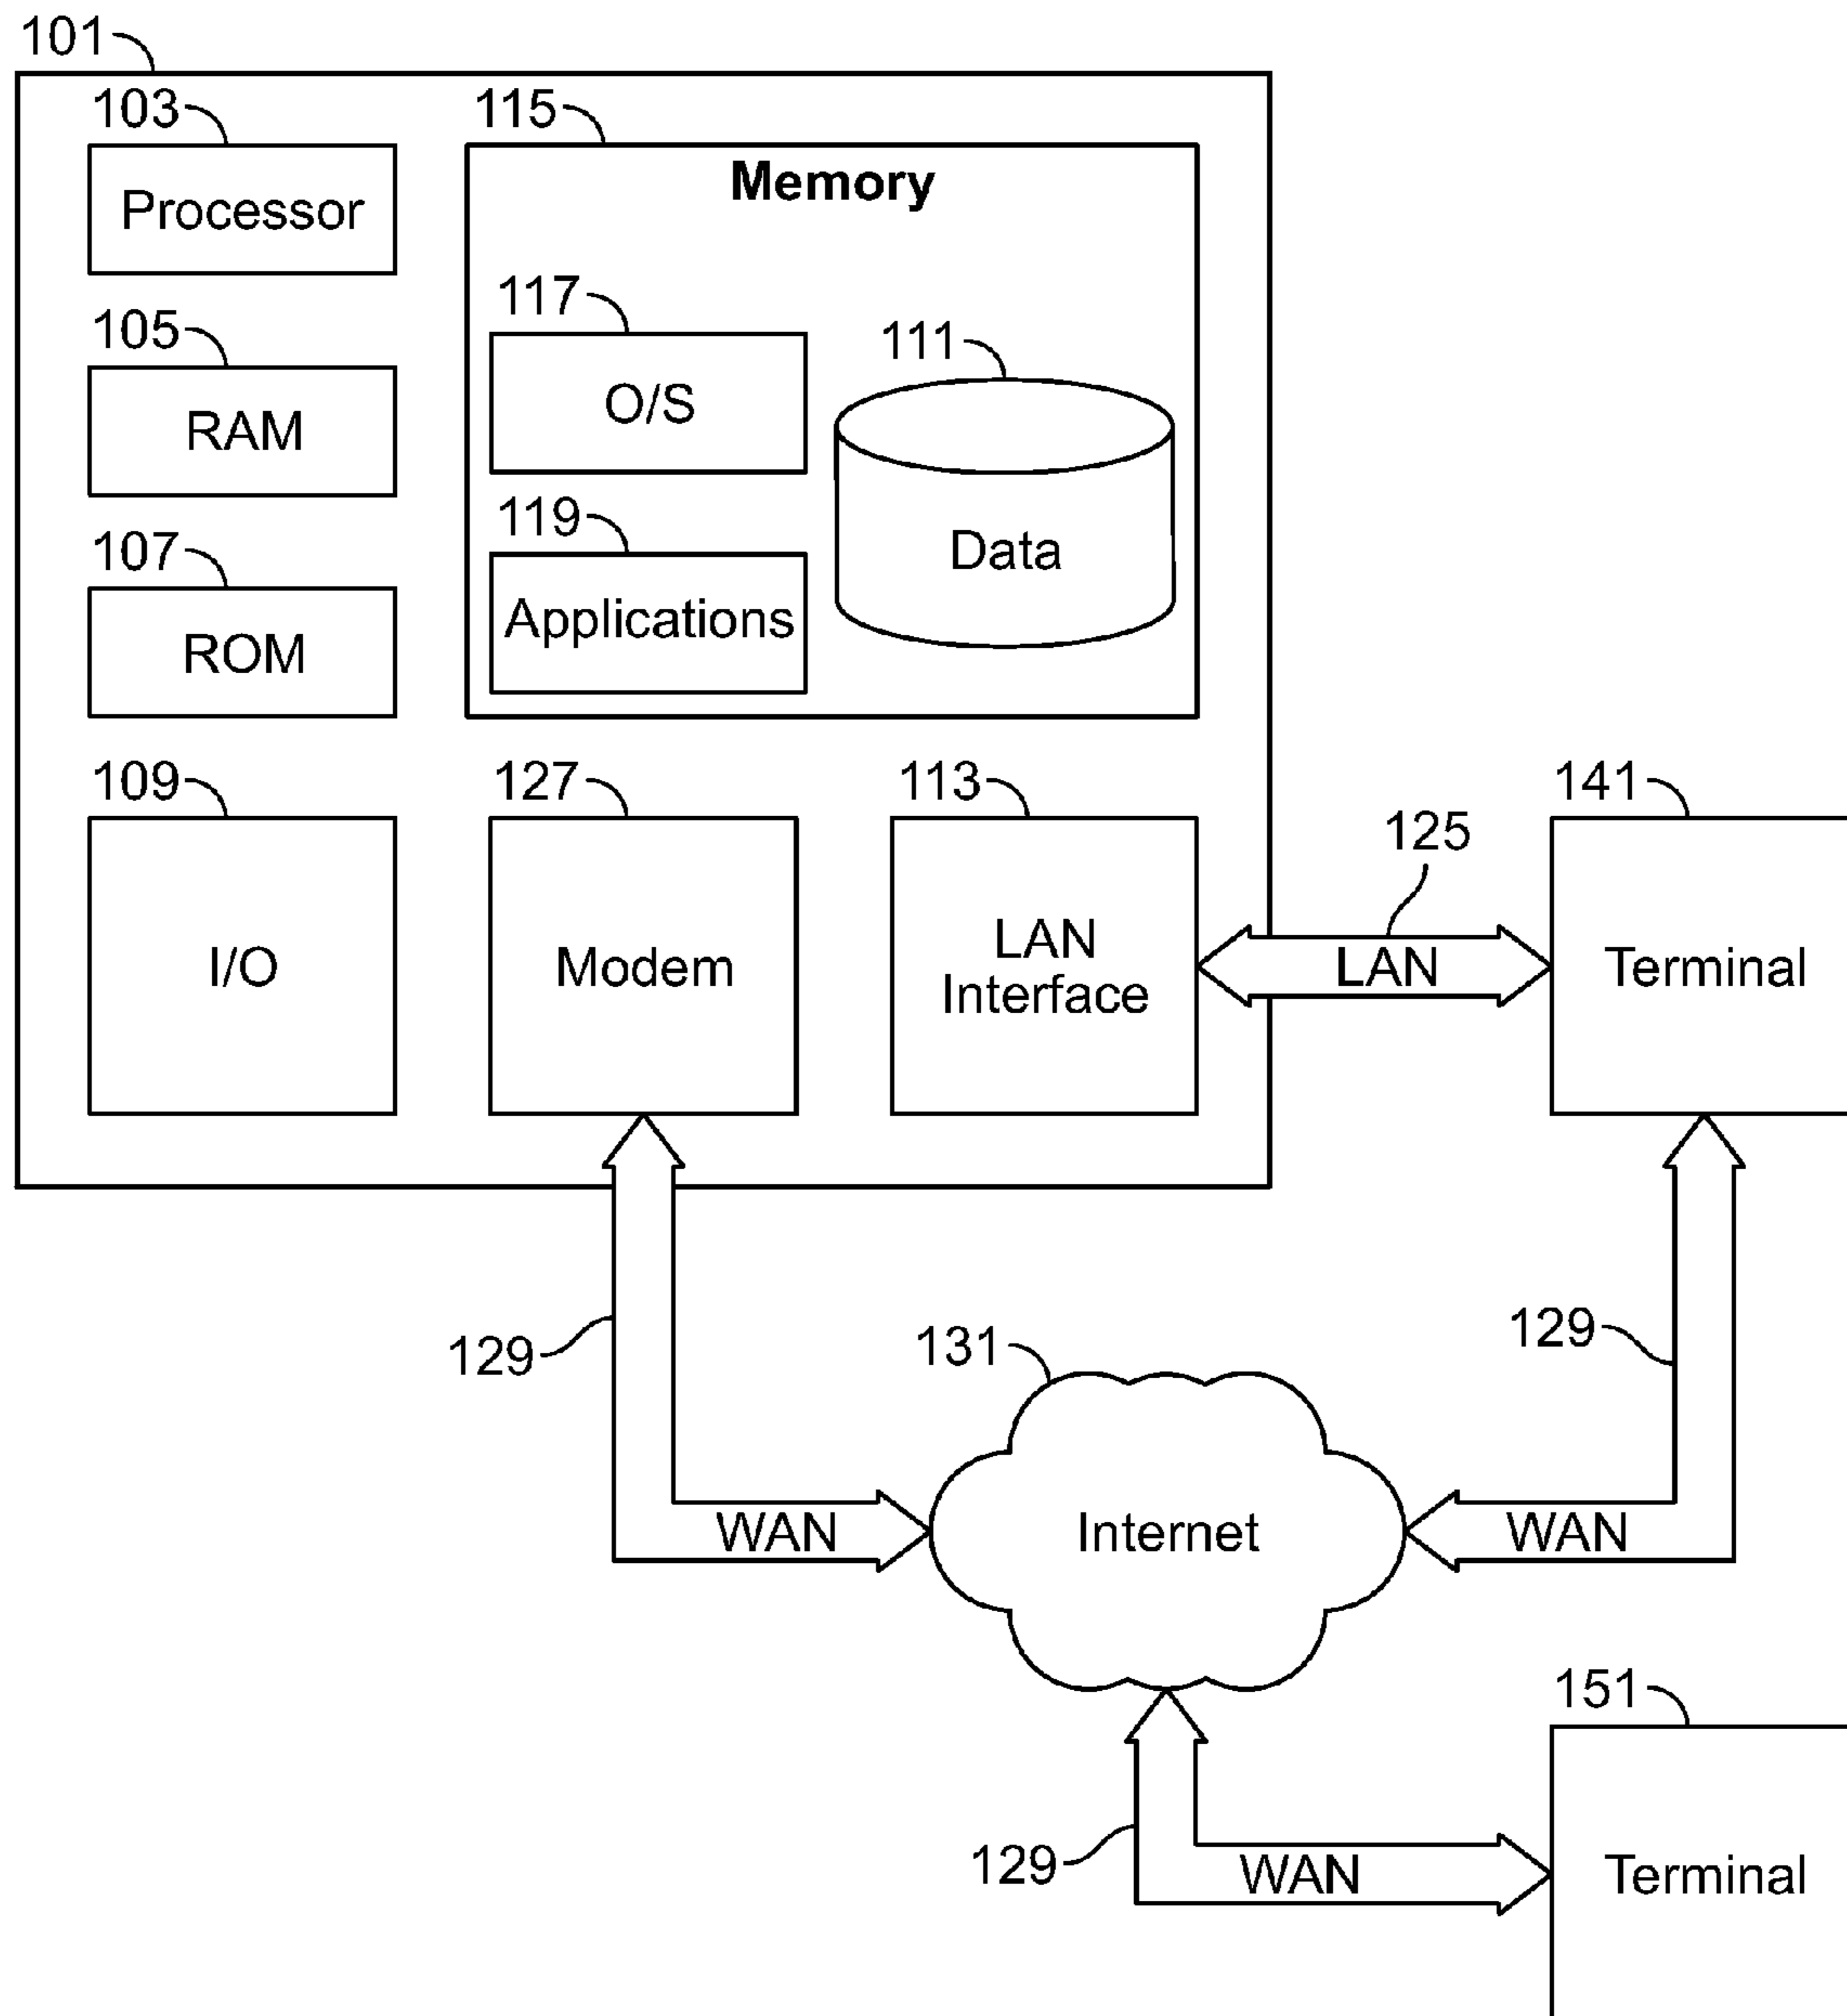 101
103
115
Processor
Memory
117
105
111
O/S
RAM
119
107
Data
Applications
ROM
109
127
113
141
125
I/O
Modem
LAN
Interface
LAN
Terminal
129
131
129
WAN
Internet
WAN
151
129
WAN
Terminal